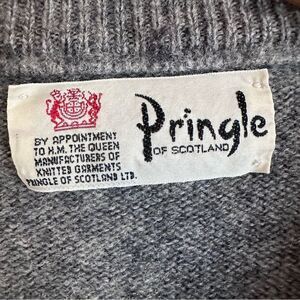 Pringle
OF SCOTLAND
BY APPOINTMENT
TO H.M. THE QUEEN
MANUFACTURERS OF
KNITTED GARMENTS
PRINGLE OF SCOTLAND LTD.